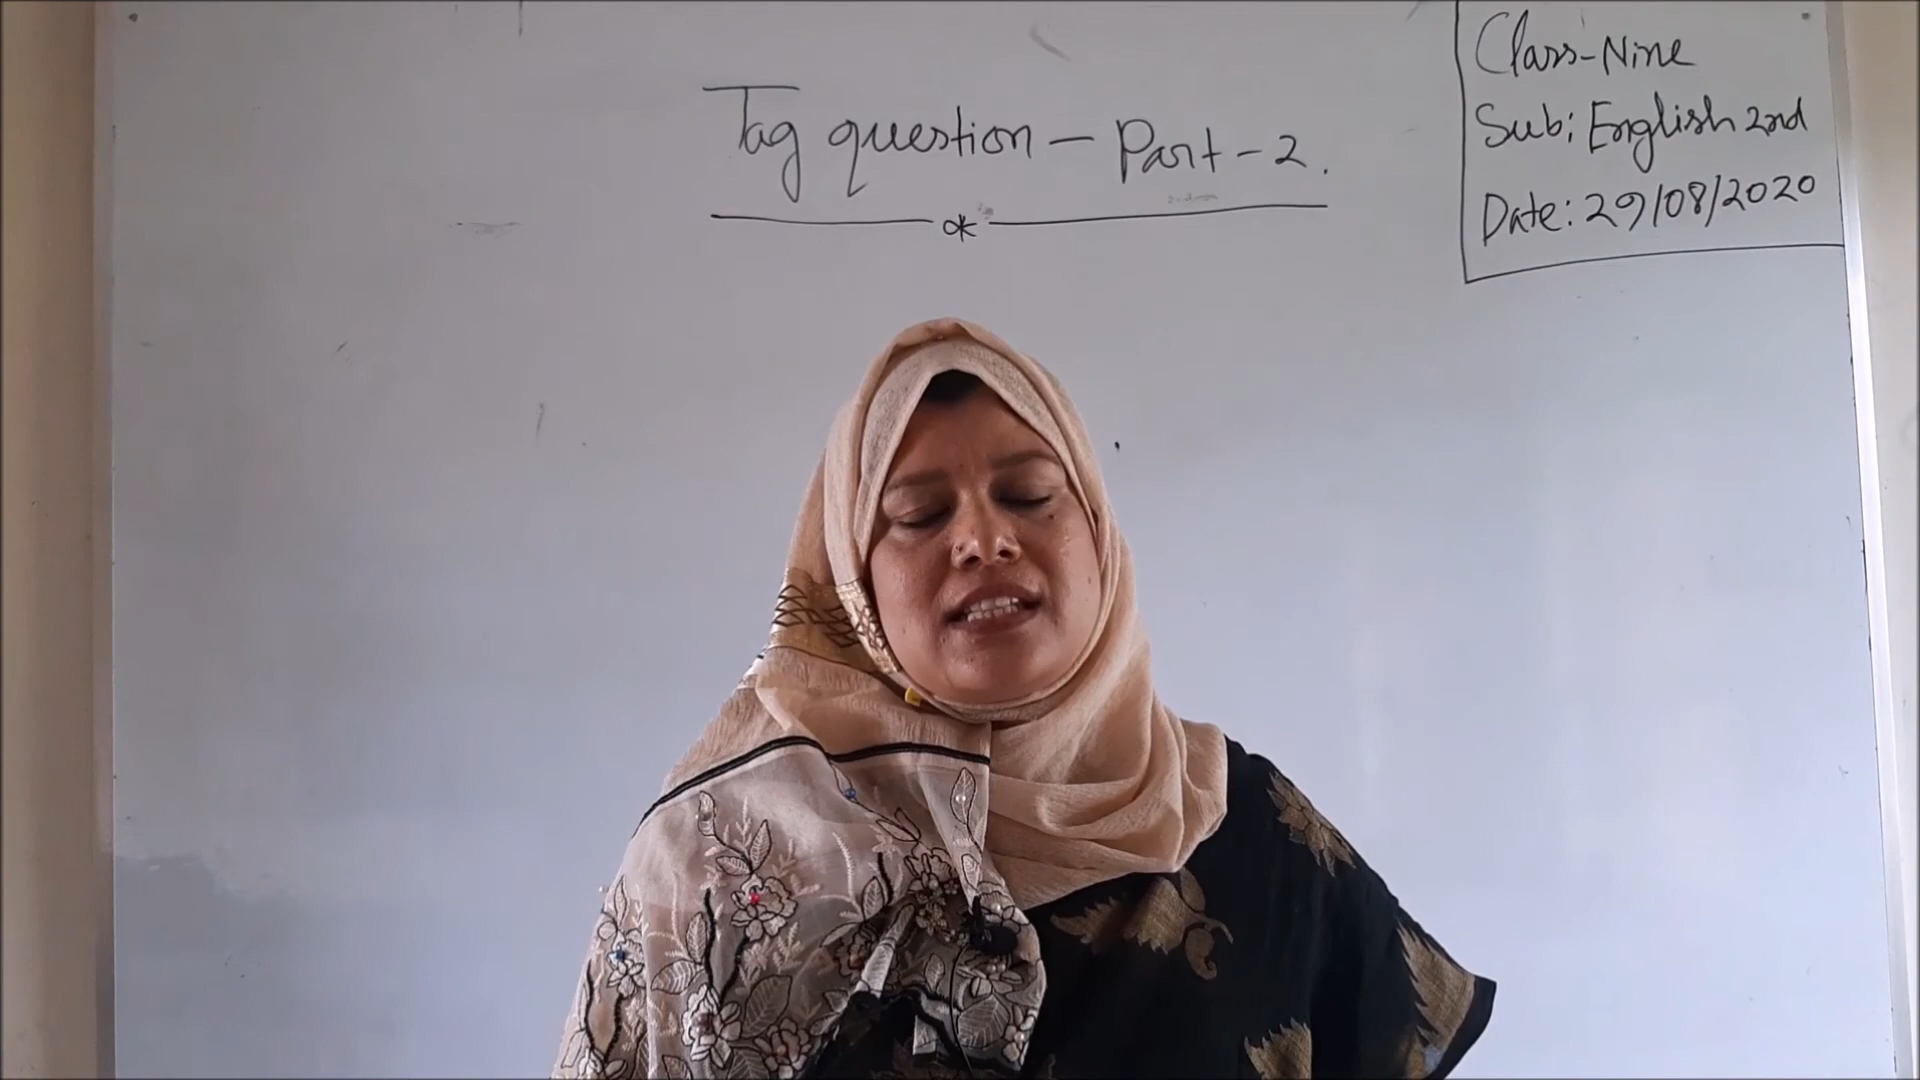 Tag question - Part - 2.
Class - Nine
Sub: English 2nd
Date: 29/08/2020